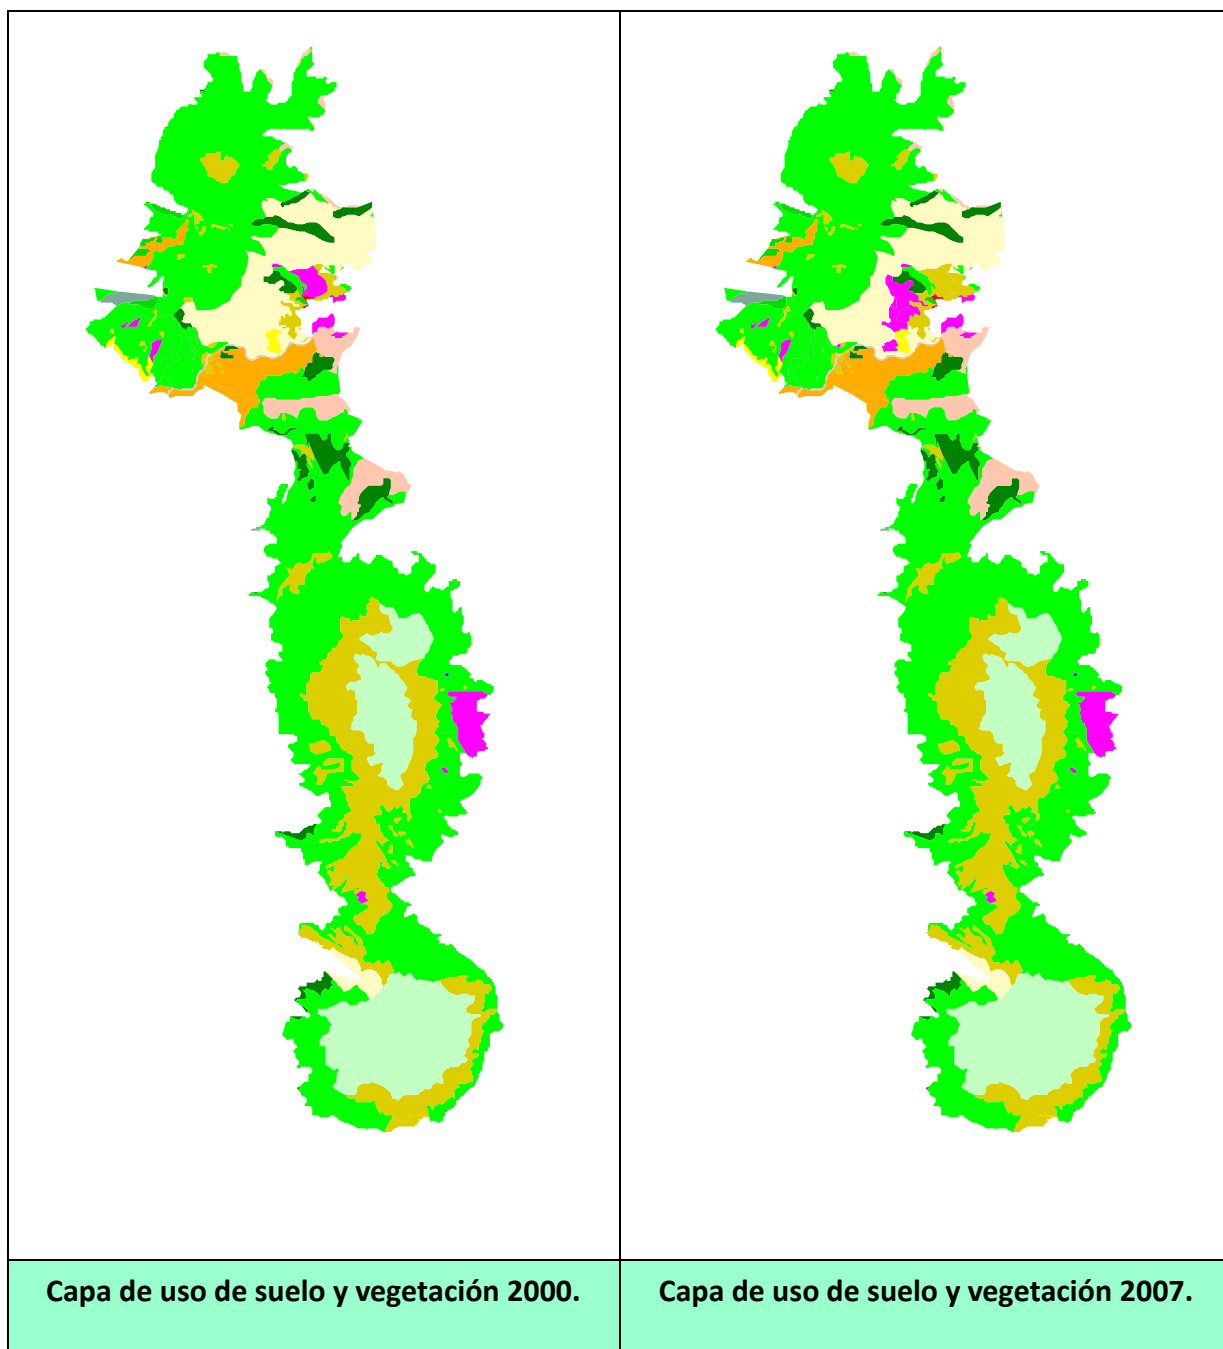 Capa de uso de suelo y vegetación 2000.
Capa de uso de suelo y vegetación 2007.